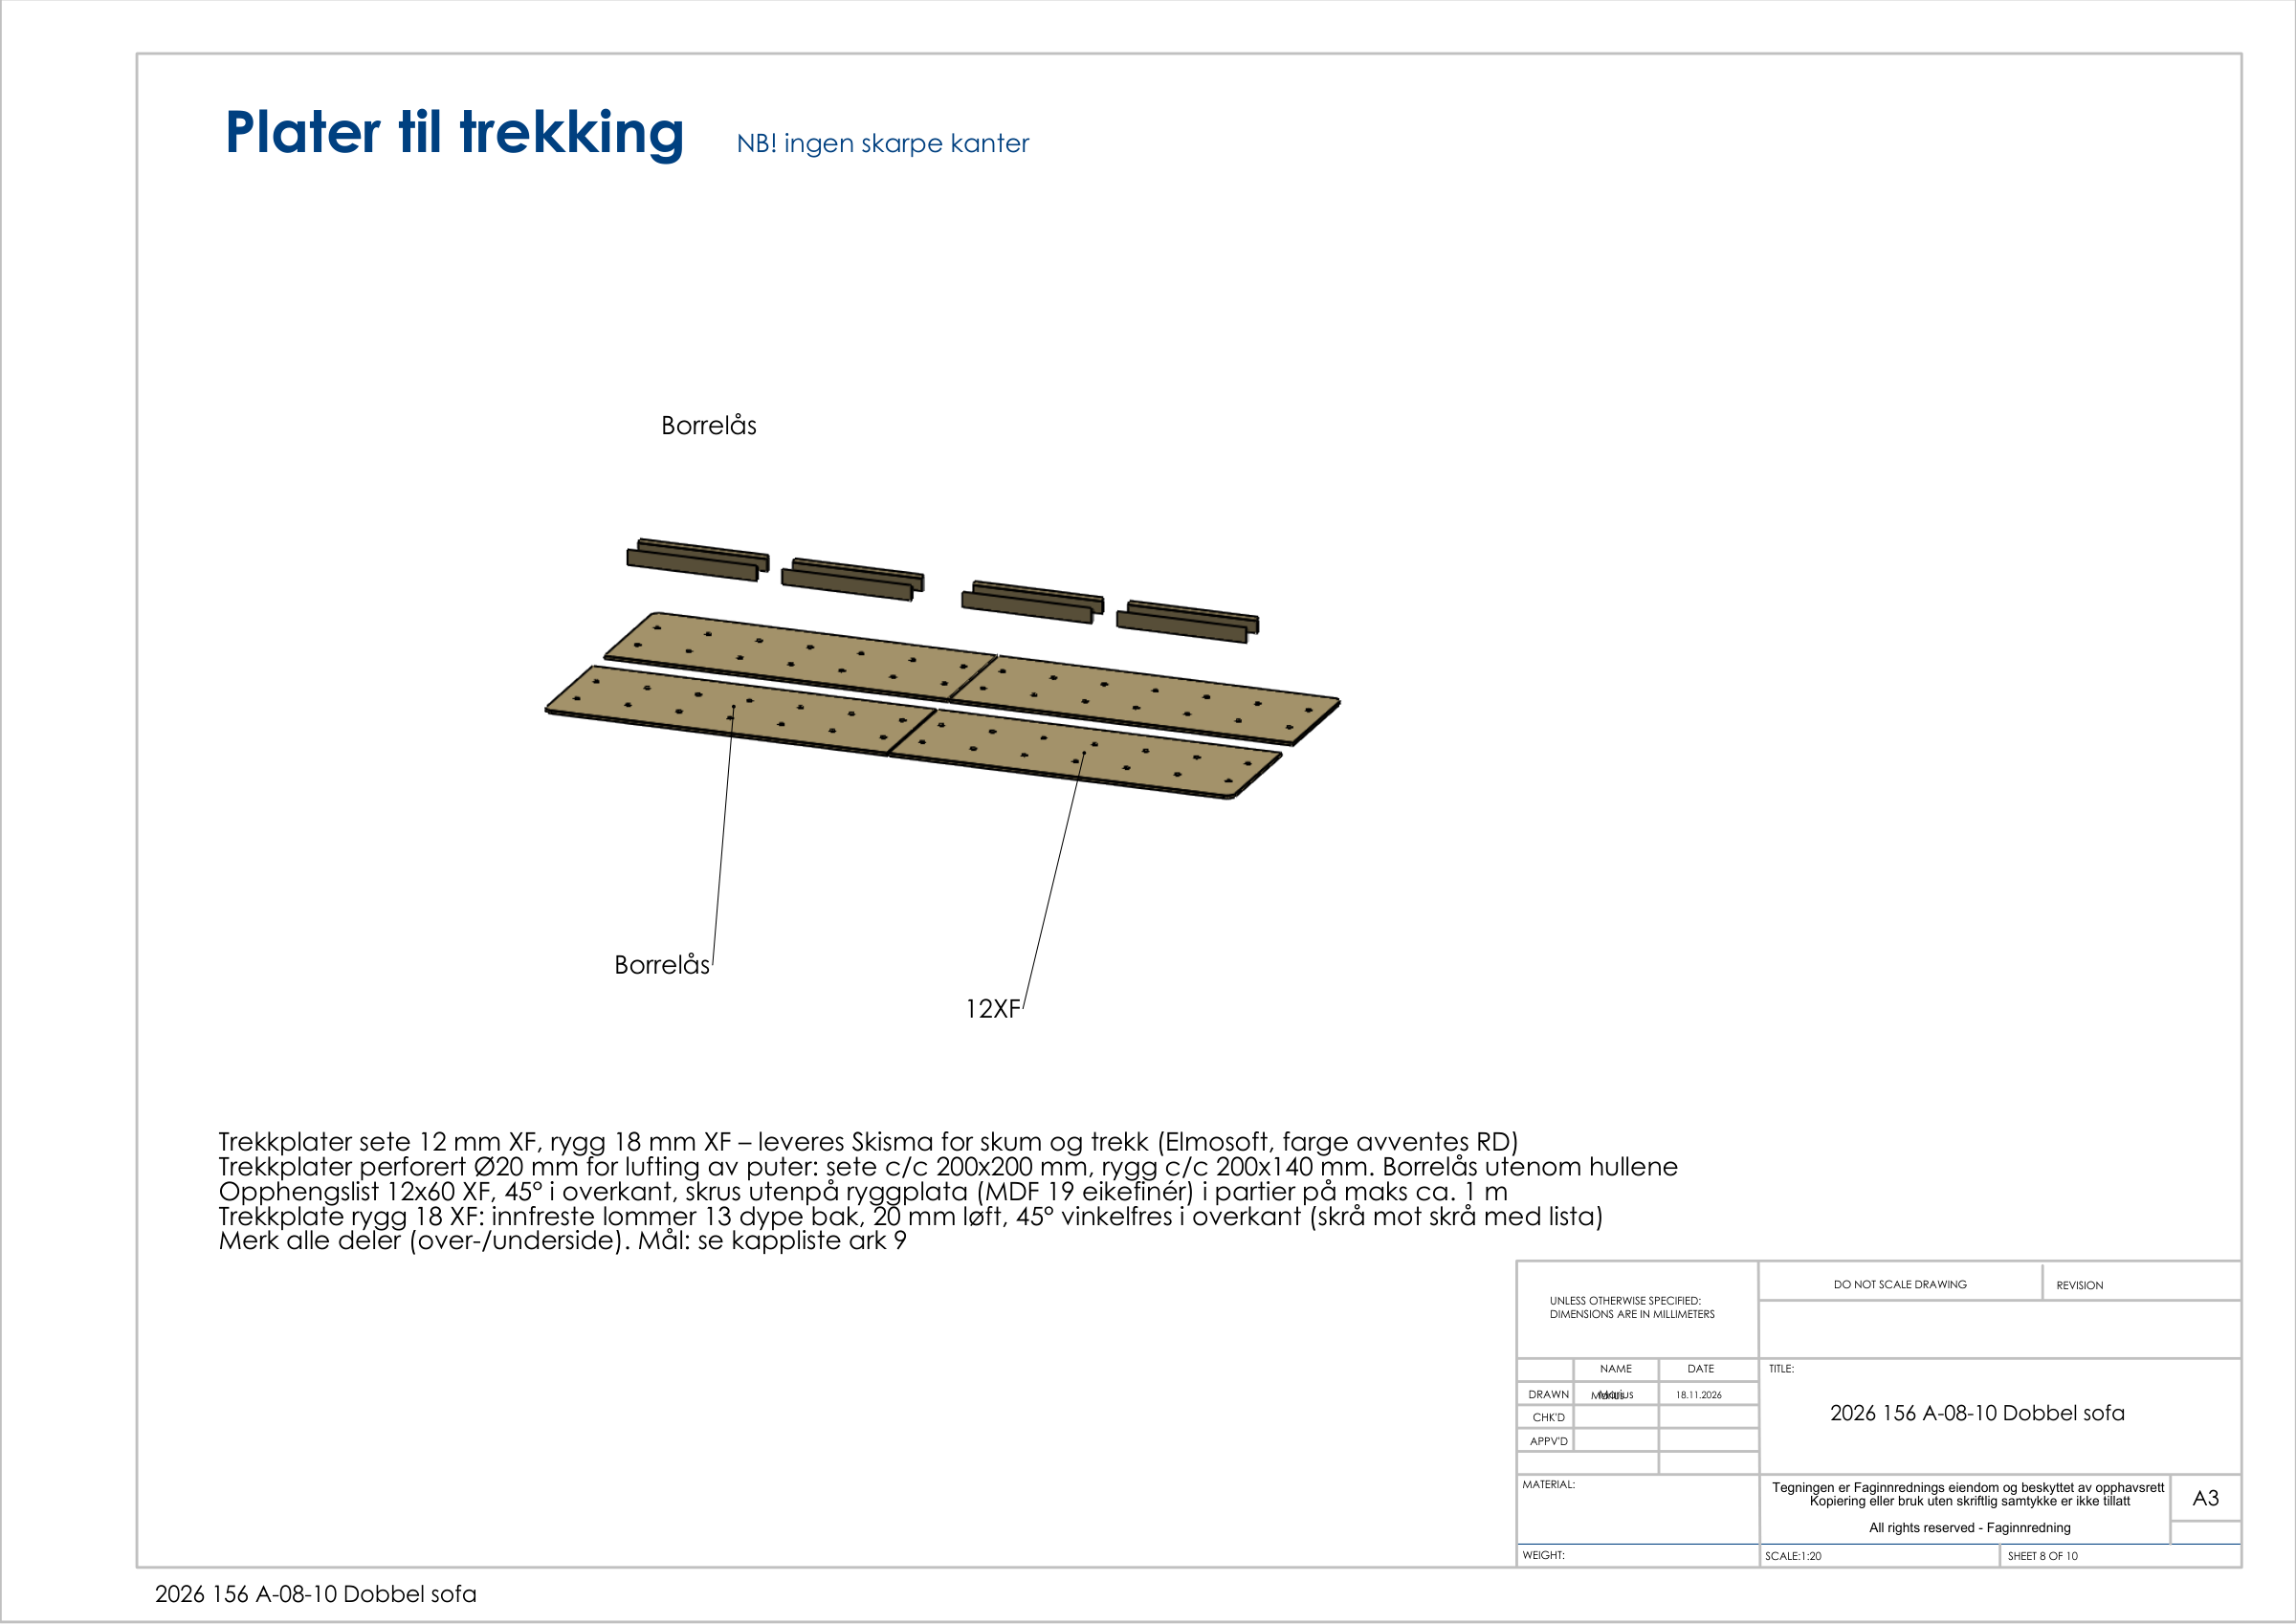 Plater til trekking NB! ingen skarpe kanter
Borrelås
Borrelås
12XF
Trekkplater sete 12 mm XF, rygg 18 mm XF – leveres Skisma for skum og trekk (Elmosoft, farge avventes RD)
Trekkplater perforert Ø20 mm for lufting av puter: sete c/c 200x200 mm, rygg c/c 200x140 mm. Borrelås utenom hullene
Opphengslist 12x60 XF, 45° i overkant, skrus utenpå ryggplata (MDF 19 eikefinér) i partier på maks ca. 1 m
Trekkplate rygg 18 XF: innfreste lommer 13 dype bak, 20 mm løft, 45° vinkelfres i overkant (skrå mot skrå med lista)
Merk alle deler (over-/underside). Mål: se kappliste ark 9
UNLESS OTHERWISE SPECIFIED:
DIMENSIONS ARE IN MILLIMETERS
DO NOT SCALE DRAWING
REVISION
NAME DATE
TITLE:
DRAWN Marius 18.11.2026
CHK'D
APPV'D
2026 156 A-08-10 Dobbel sofa
MATERIAL:
Tegningen er Faginnrednings eiendom og beskyttet av opphavsrett
Kopiering eller bruk uten skriftlig samtykke er ikke tillatt
All rights reserved - Faginnredning
A3
WEIGHT:
SCALE:1:20
SHEET 8 OF 10
2026 156 A-08-10 Dobbel sofa